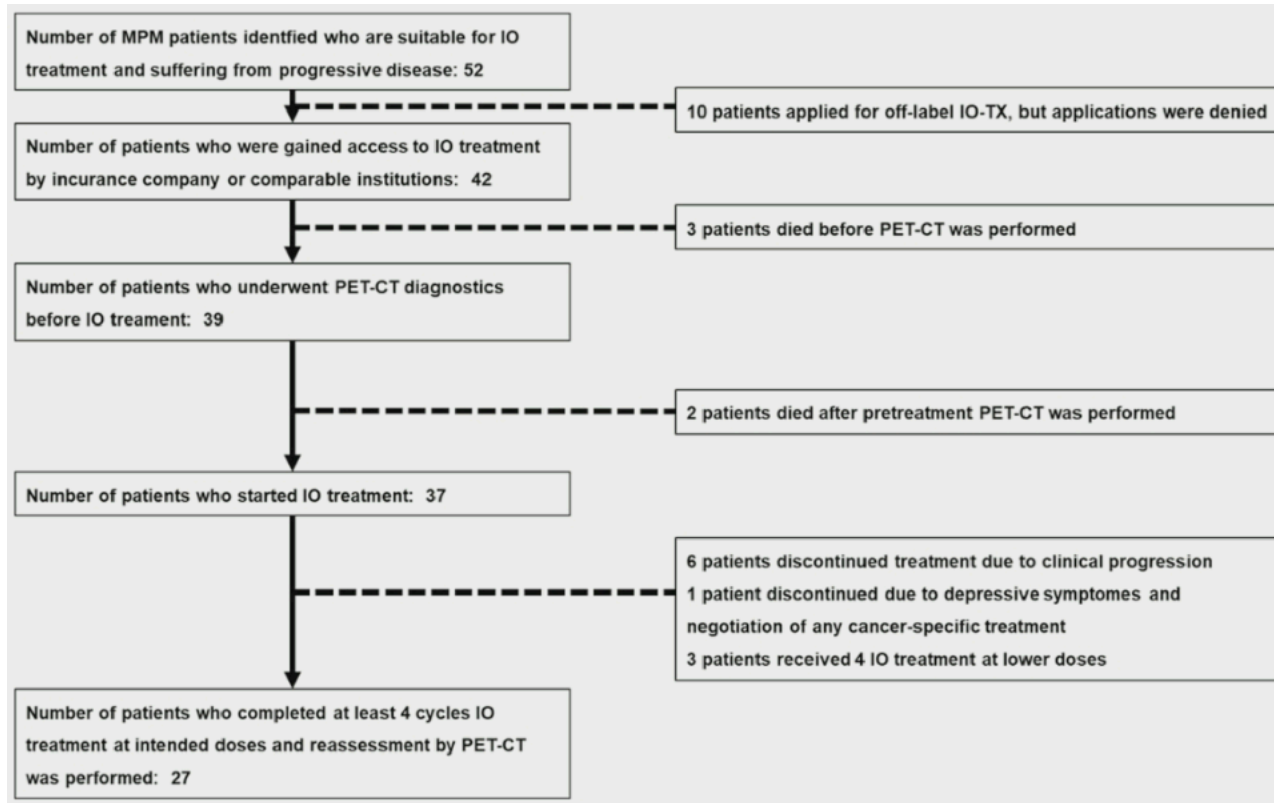 Number of MPM patients identfied who are suitable for IO
treatment and suffering from progressive disease: 52
10 patients applied for off-label IO-TX, but applications were denied
Number of patients who were gained access to IO treatment
by incurance company or comparable institutions: 42
3 patients died before PET-CT was performed
Number of patients who underwent PET-CT diagnostics
before IO treament: 39
2 patients died after pretreatment PET-CT was performed
Number of patients who started IO treatment: 37
6 patients discontinued treatment due to clinical progression
1 patient discontinued due to depressive symptomes and
negotiation of any cancer-specific treatment
3 patients received 4 IO treatment at lower doses
Number of patients who completed at least 4 cycles IO
treatment at intended doses and reassessment by PET-CT
was performed: 27